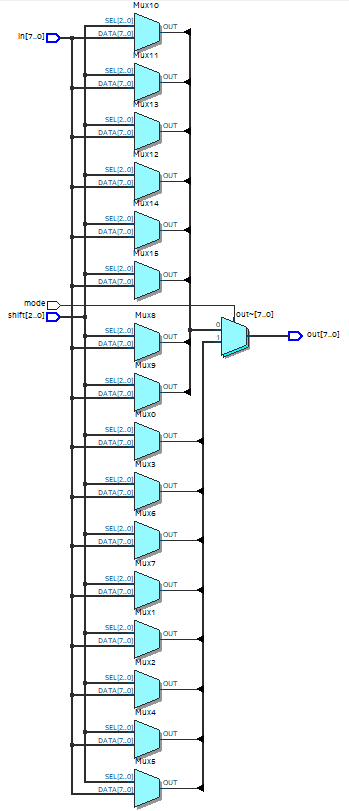 Mux10
SEL[2..0]
OUT
in[7..0]
DATA[7..0]
Mux11
SEL[2..0]
OUT
DATA[7..0]
Mux13
SEL[2..0]
OUT
DATA[7..0]
Mux12
SEL[2..0]
OUT
DATA[7..0]
Mux14
SEL[2..0]
OUT
DATA[7..0]
Mux15
SEL[2..0]
OUT
DATA[7..0]
mode
shift[2..0]
Mux8
out~[7..0]
SEL[2..0]
0
OUT
out[7..0]
DATA[7..0]
1
Mux9
SEL[2..0]
OUT
DATA[7..0]
Mux0
SEL[2..0]
OUT
DATA[7..0]
Mux3
SEL[2..0]
OUT
DATA[7..0]
Mux6
SEL[2..0]
OUT
DATA[7..0]
Mux7
SEL[2..0]
OUT
DATA[7..0]
Mux1
SEL[2..0]
OUT
DATA[7..0]
Mux2
SEL[2..0]
OUT
DATA[7..0]
Mux4
SEL[2..0]
OUT
DATA[7..0]
Mux5
SEL[2..0]
OUT
DATA[7..0]